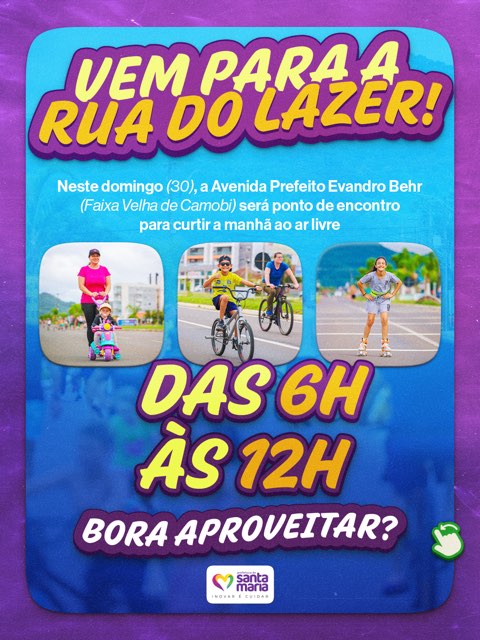 VEM PARA A
RUA DO LAZER!
Neste domingo (30), a Avenida Prefeito Evandro Behr
(Faixa Velha de Camobi) será ponto de encontro
para curtir a manhã ao ar livre
DAS 6H
ÀS 12H
BORA APROVEITAR?
santa
maria
INOVAR E CUIDAR